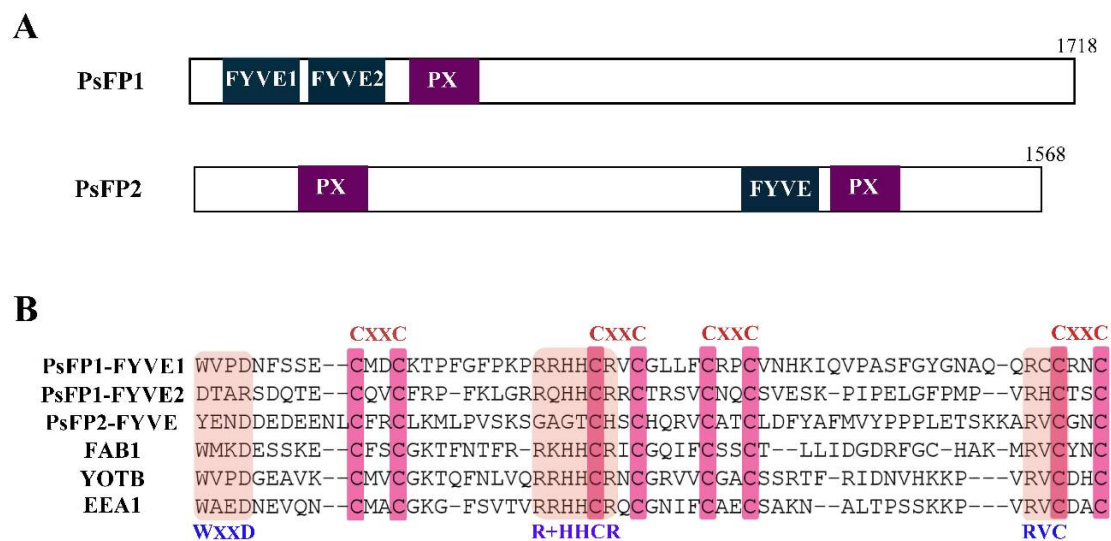 A
1718
PsFP1 FYVE1 FYVE2 PX
1568
PsFP2 PX FYVE PX
B
CXXC CXXC CXXC CXXC
PsFP1-FYVE1 WVPDNFSSE--CMDCKTPFGFPKPRRHHCRVCGLLFCRPCVNHKIQVPASFGYGNAQ-QRCCRNC
PsFP1-FYVE2 DTARSDQTE--CQVCFRP-FKLGRRQHHCRRCTRSVCNQCSVESK-PIPELGFPMP--VRHCTSC
PsFP2-FYVE YENDDEDEENLCFRCLKMLPVSKSGAGTCHSCHQRVCATCLDFYAFMVYPPPLETSKKARVCGNC
FAB1 WMKDESSKE--CFSCGKTFNTFR-RKHHCRICGQIFCSSCT--LLIDGDRFGC-HAK-MRVCYNC
YOTB WVPDGEAVK--CMVCGKTQFNLVQRRHHCRNCGRVVCGACSSRTF-RIDNVHKKP---VRVCDHC
EEA1 WAEDNEVQN--CMACGKG-FSVTVRRHHCRQCGNIFCAECSAKN--ALTPSSKKP---VRVCDAC
WXXD R+HHCR RVC